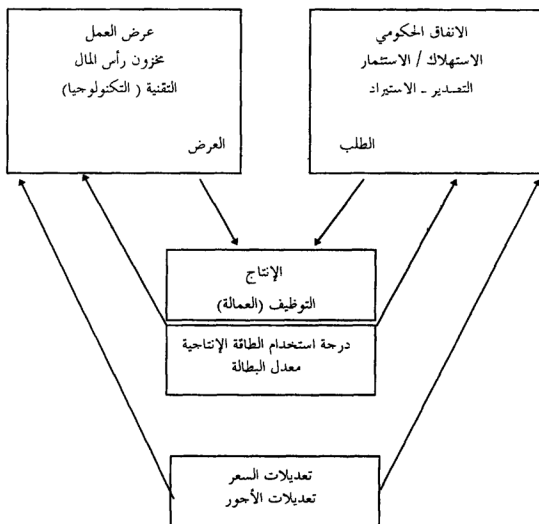 عرض العمل
مخزون رأس المال
التقنية ( التكنولوجيا)
العرض
الانفاق الحكومي
الاستهلاك / الاستثمار
التصدير - الاستيراد
الطلب
الإنتاج
التوظيف (العمالة)
درجة استخدام الطاقة الإنتاجية
معدل البطالة
تعديلات السعر
تعديلات الأجور